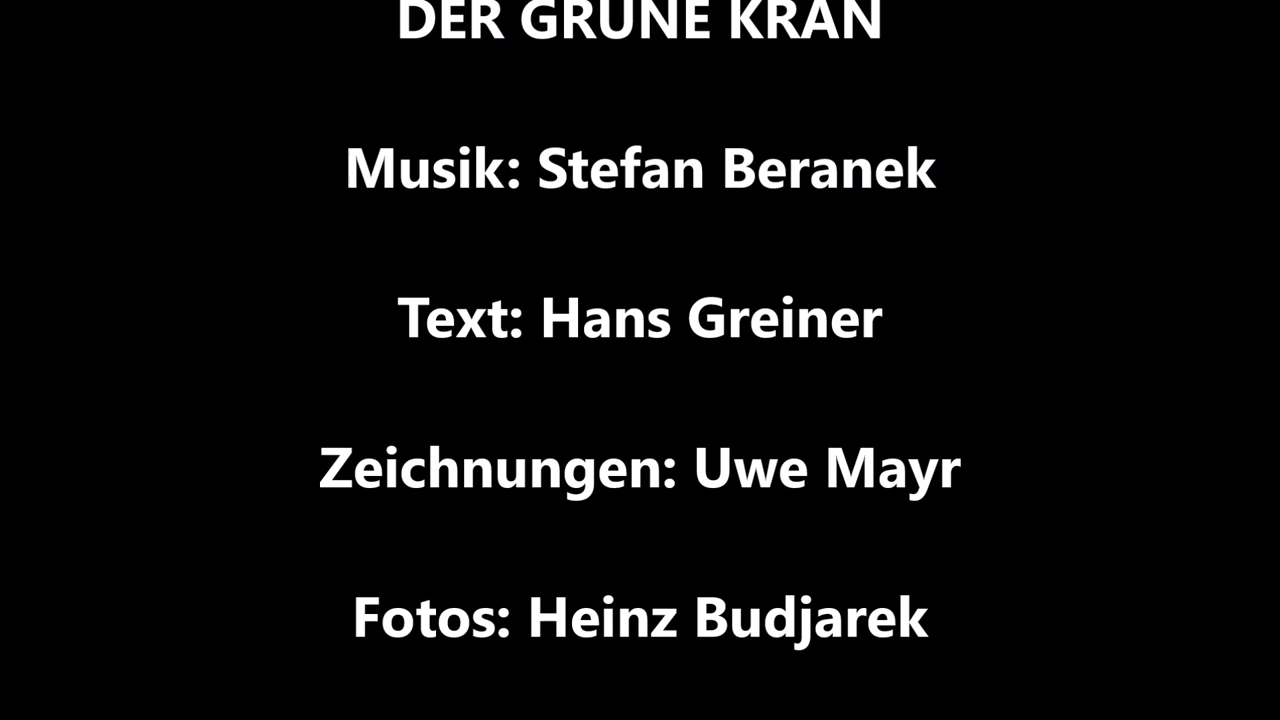 DER GRÜNE KRAN
Musik: Stefan Beranek
Text: Hans Greiner
Zeichnungen: Uwe Mayr
Fotos: Heinz Budjarek